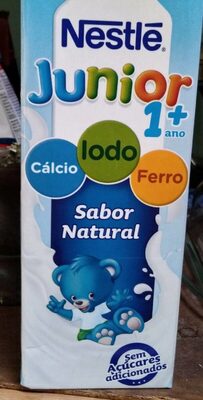 Nestlé
Junior
1+
ano
Cálcio
Iodo
Ferro
Sabor
Natural
Sem
Açúcares
adicionados